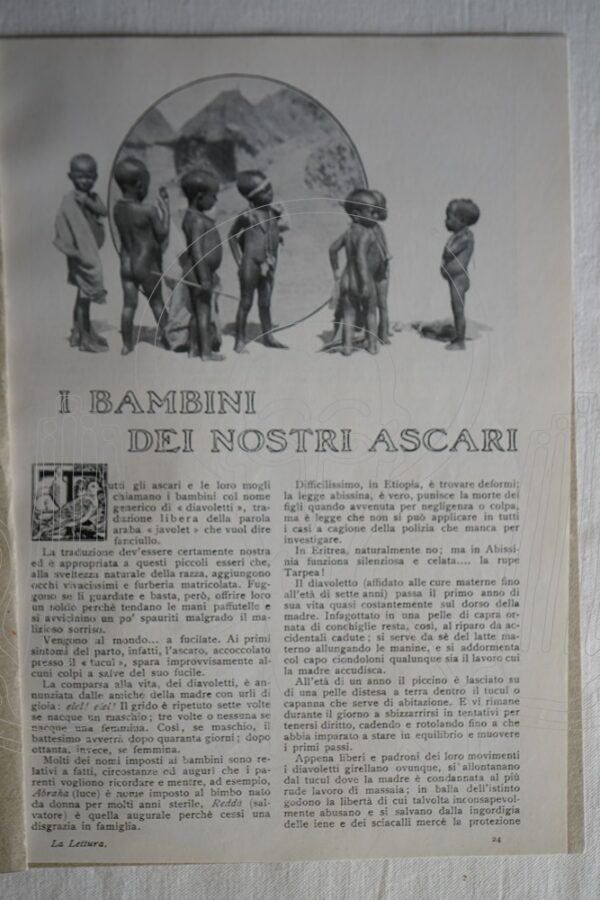 I BAMBINI
DEI NOSTRI ASCARI
Tutti gli ascari e le loro mogli
chiamano i bambini col nome
generico di « diavoletti », tra-
duzione libera della parola
araba « javolet » che vuol dire
fanciullo.
La traduzione dev'essere certamente nostra
ed è appropriata a questi piccoli esseri che,
alla sveltezza naturale della razza, aggiungono
occhi vivacissimi e furberia matricolata. Fug-
gono se li guardate e basta, però, offrire loro
un soldo perchè tendano le mani paffutelle e
si avvicinino un po' spauriti malgrado il ma-
lizioso sorriso.
Vengono al mondo... a fucilate. Ai primi
sintomi del parto, infatti, l'ascaro, accoccolato
presso il « tucul », spara improvvisamente al-
cuni colpi a salve del suo fucile.
La comparsa alla vita, dei diavoletti, è an-
nunziata dalle amiche della madre con urli di
gioia: elel! elel! Il grido è ripetuto sette volte
se nacque un maschio; tre volte o nessuna se
nacque una femmina. Così, se maschio, il
battesimo avverrà dopo quaranta giorni; dopo
ottanta, invece, se femmina.
Molti dei nomi imposti ai bambini sono re-
lativi a fatti, circostanze ed auguri che i pa-
renti vogliono ricordare e mentre, ad esempio,
Abraha (luce) è nome imposto al bimbo nato
da donna per molti anni sterile, Redda (sal-
vatore) è quella augurale perchè cessi una
disgrazia in famiglia.
La Lettura.
Difficilissimo, in Etiopia, è trovare deformi;
la legge abissina, è vero, punisce la morte dei
figli quando avvenuta per negligenza o colpa,
ma è legge che non si può applicare in tutti
i casi a cagione della polizia che manca per
investigare.
In Eritrea, naturalmente no; ma in Abissi-
nia funziona silenziosa e celata.... la rupe
Tarpea!
Il diavoletto (affidato alle cure materne fino
all'età di sette anni) passa il primo anno di
sua vita quasi costantemente sul dorso della
madre. Infagottato in una pelle di capra or-
nata di conchiglie resta, così, al riparo da ac-
cidentali cadute; si serve da sè del latte ma-
terno allungando le manine, e si addormenta
col capo ciondoloni qualunque sia il lavoro cui
la madre accudisca.
All'età di un anno il piccino è lasciato su
di una pelle distesa a terra dentro il tucul o
capanna che serve di abitazione. E vi rimane
durante il giorno a sbizzarrirsi in tentativi per
tenersi diritto, cadendo e rotolando fino a che
abbia imparato a stare in equilibrio e muovere
i primi passi.
Appena liberi e padroni dei loro movimenti
i diavoletti girellano ovunque, si allontanano
dal tucul dove la madre è condannata al più
rude lavoro di massaia; in balìa dell'istinto
godono la libertà di cui talvolta inconsapevol-
mente abusano e si salvano dalla ingordigia
delle iene e dei sciacalli mercè la protezione
24